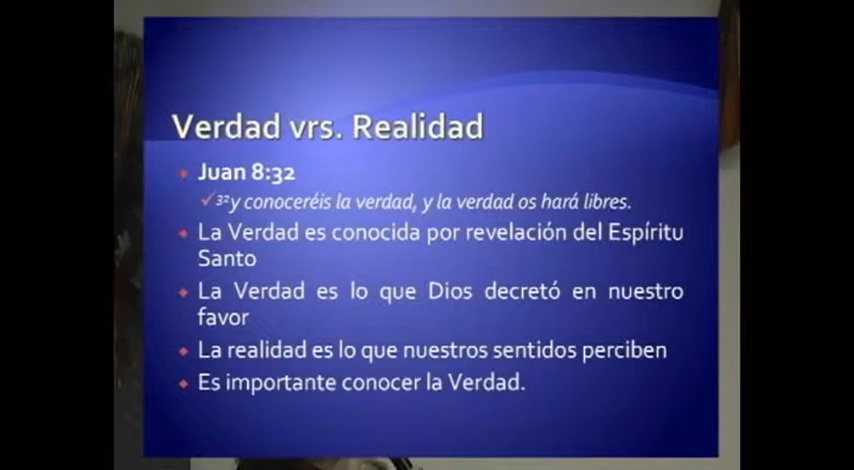 Verdad vrs. Realidad
Juan 8:32
32 y conoceréis la verdad, y la verdad os hará libres.
La Verdad es conocida por revelación del Espíritu
Santo
La Verdad es lo que Dios decretó en nuestro
favor
La realidad es lo que nuestros sentidos perciben
Es importante conocer la Verdad.